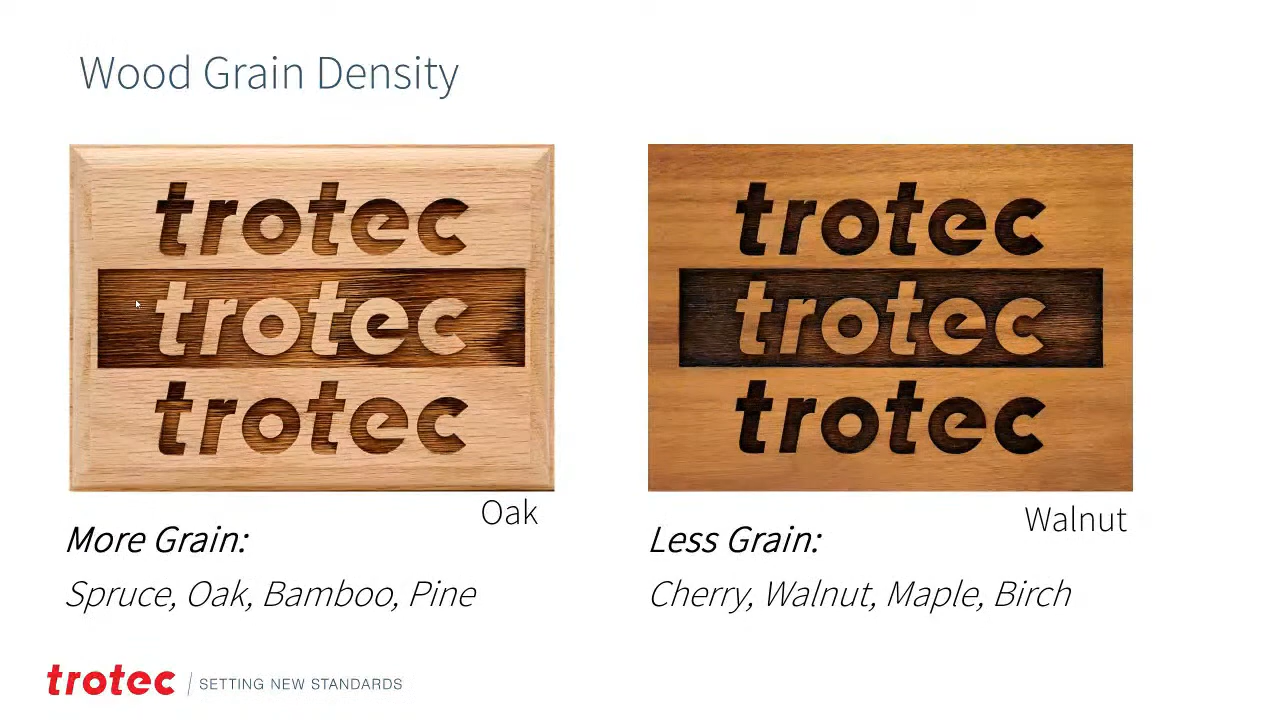 Wood Grain Density
trotec
trotec
trotec
Oak
More Grain:
Spruce, Oak, Bamboo, Pine
trotec
trotec
trotec
Walnut
Less Grain:
Cherry, Walnut, Maple, Birch
trotec | SETTING NEW STANDARDS